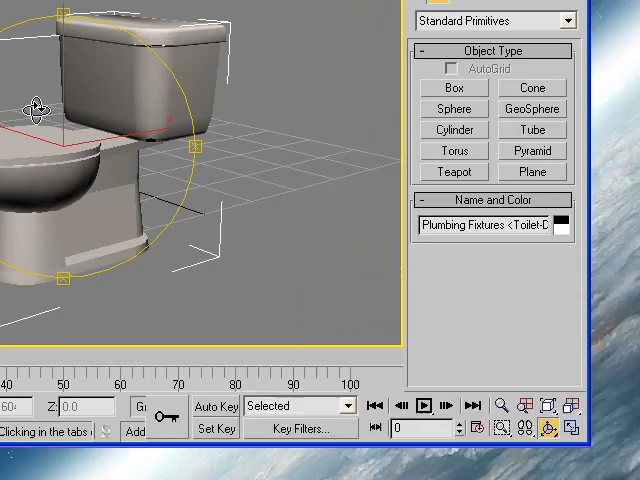 Standard Primitives
- Object Type
AutoGrid
Box Cone
Sphere GeoSphere
Cylinder Tube
Torus Pyramid
Teapot Plane
- Name and Color
Plumbing Fixtures <Toilet-D
40 50 60 70 80 90 100
Z: 0.0
Auto Key Selected
Set Key Key Filters...
Clicking in the tabs
Add
0